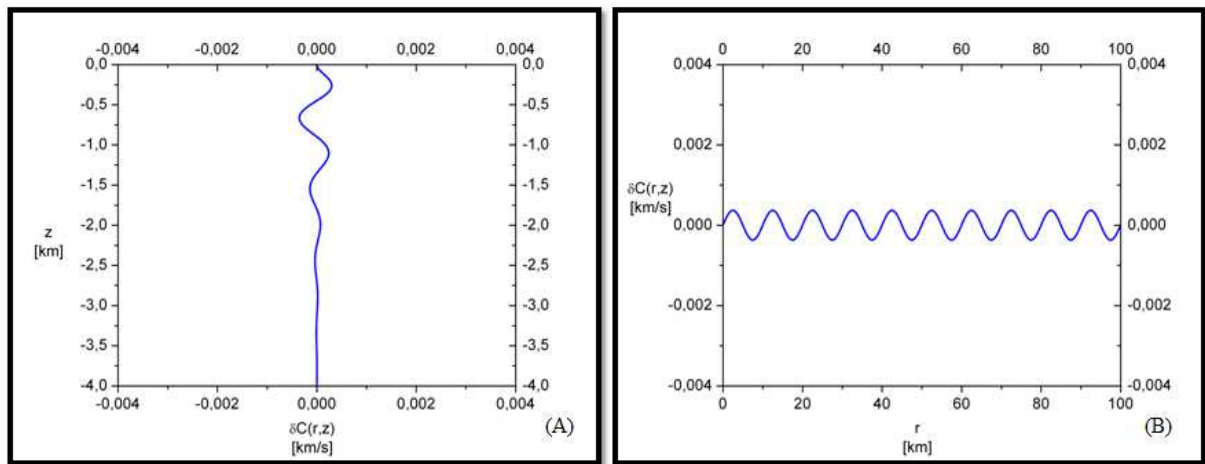 -0,004 -0,002 0,000 0,002 0,004
0,0 0,0
-0,5 -0,5
-1,0 -1,0
-1,5 -1,5
z
-2,0 -2,0
[km]
-2,5 -2,5
-3,0 -3,0
-3,5 -3,5
-4,0 -4,0
-0,004 -0,002 0,000 0,002 0,004
δC(r,z)
[km/s]
(A)
0 20 40 60 80 100
0,004 0,004
0,002 0,002
δC(r,z)
[km/s]
0,000 0,000
-0,002 -0,002
-0,004 -0,004
0 20 40 60 80 100
r
[km]
(B)